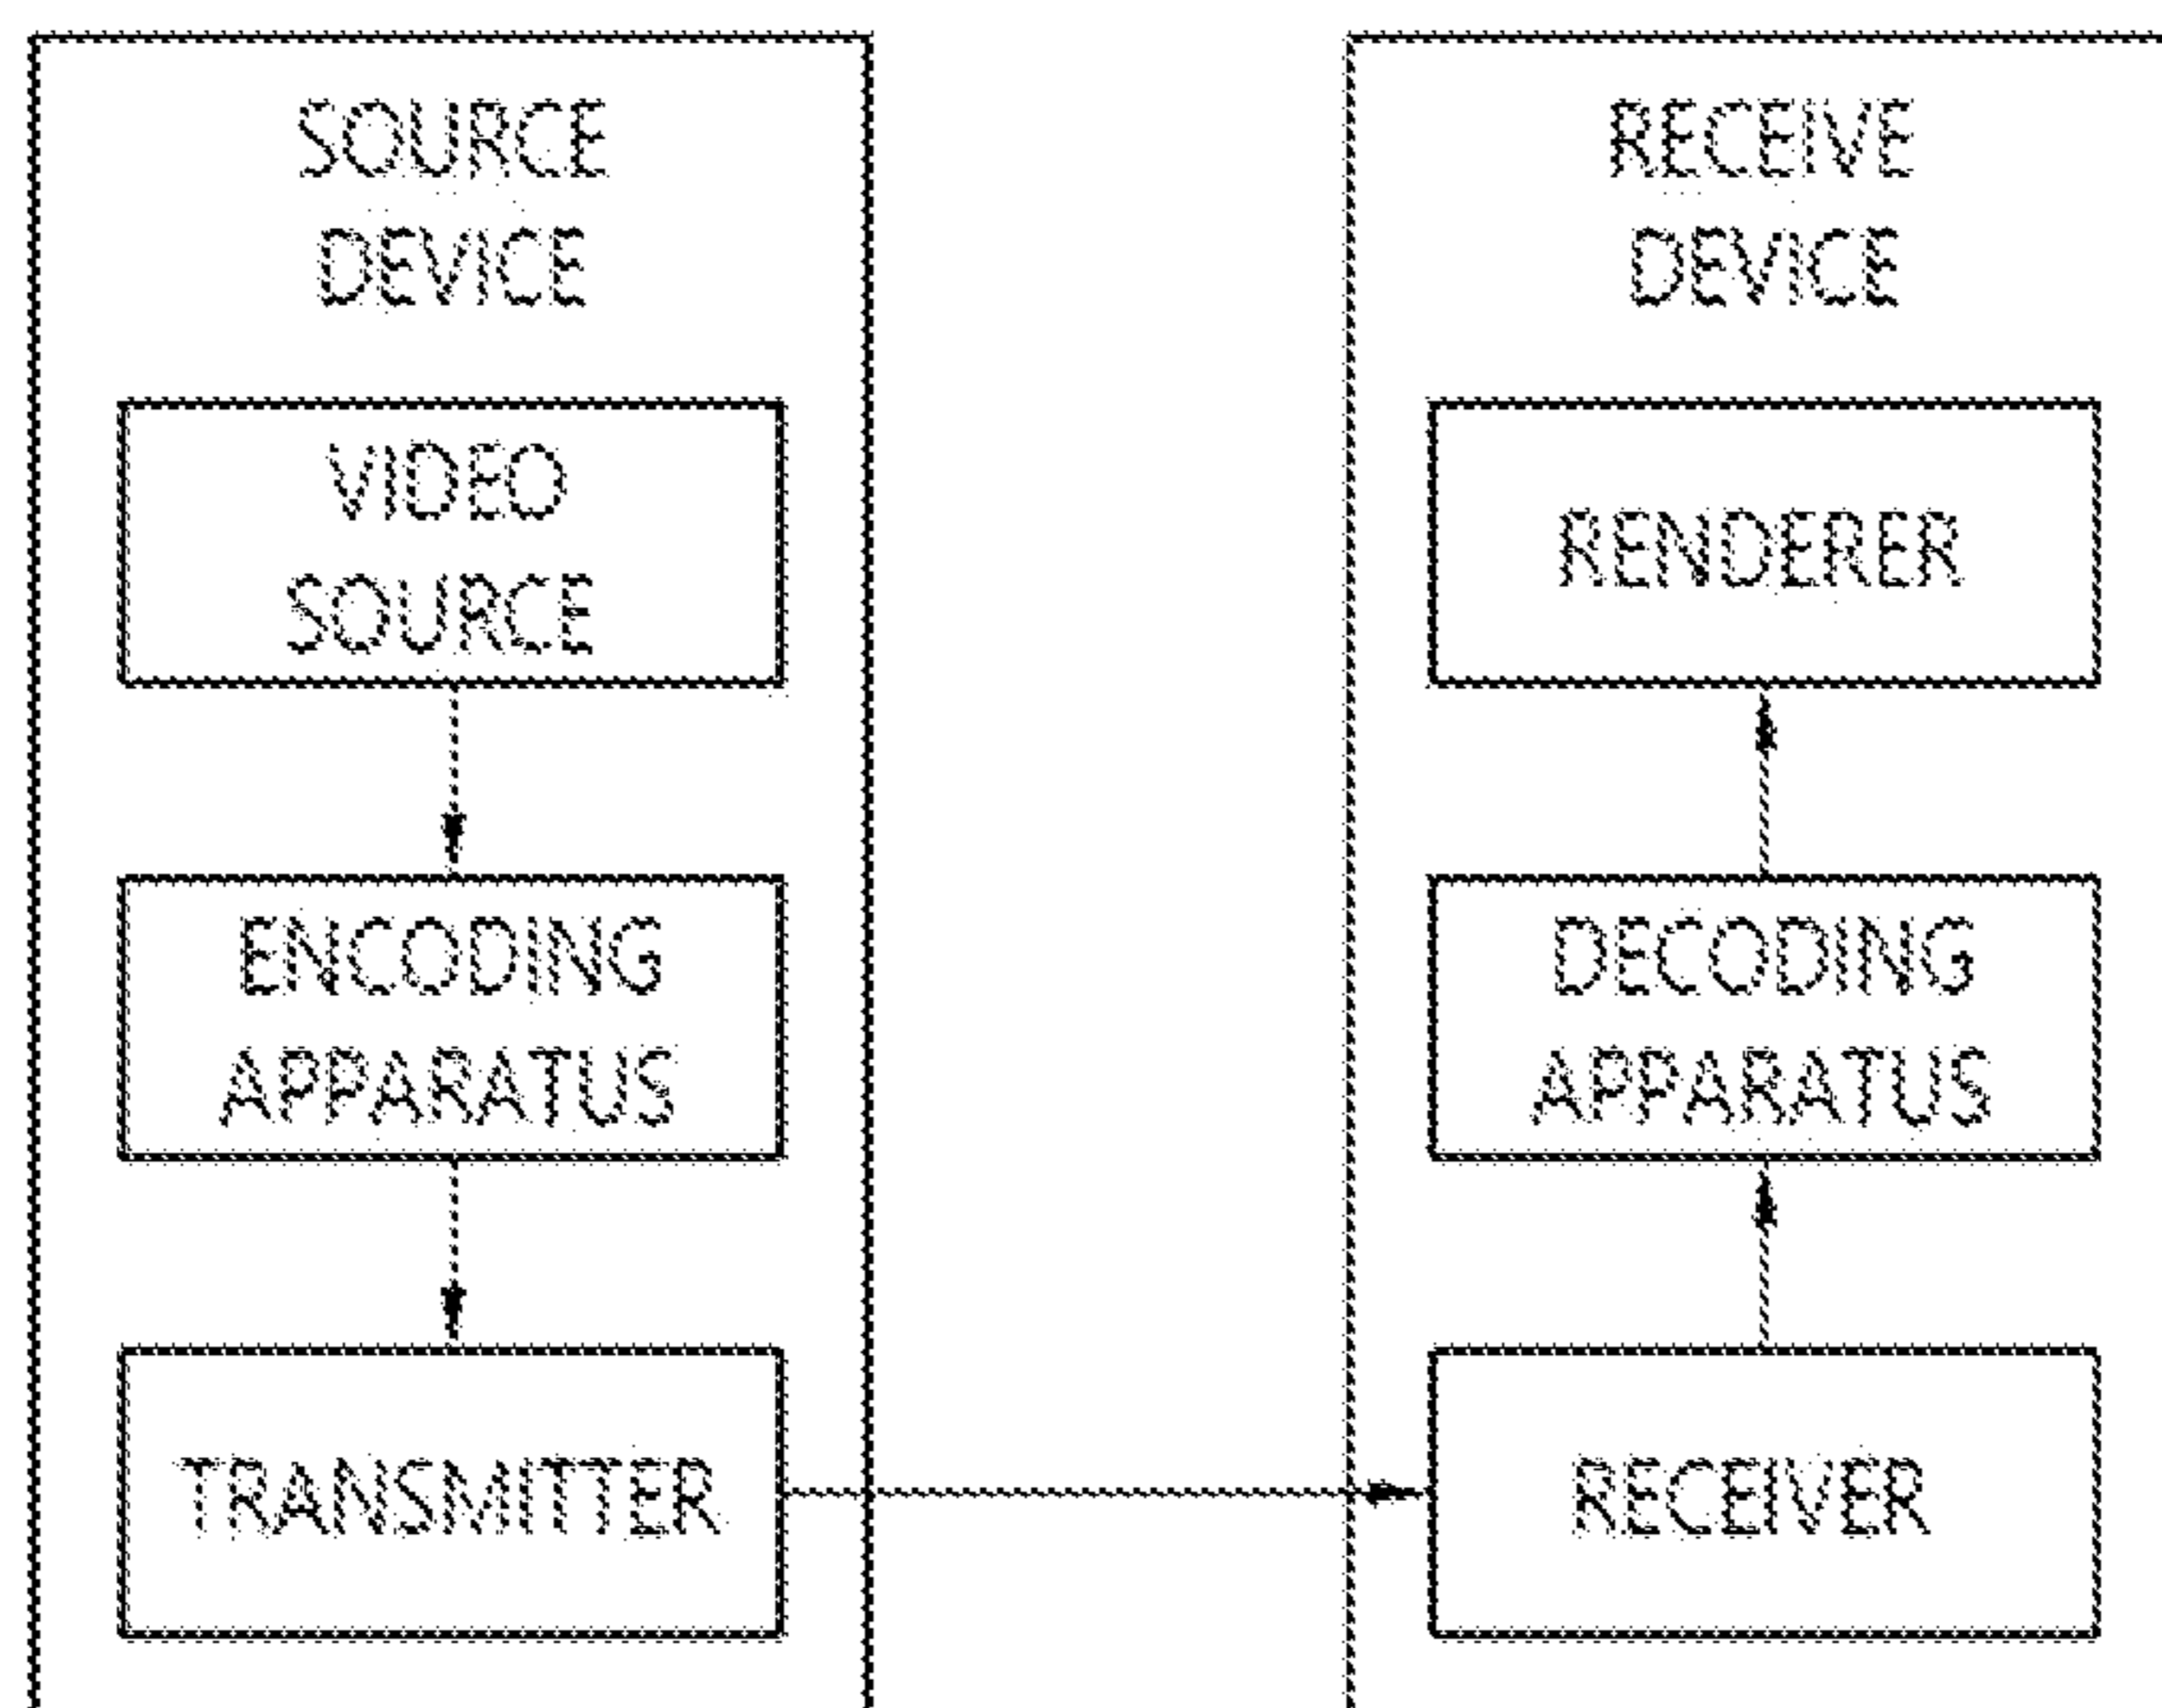 SOURCE
DEVICE
VIDEO
SOURCE
ENCODING
APPARATUS
TRANSMITTER
RECEIVE
DEVICE
RENDERER
DECODING
APPARATUS
RECEIVER